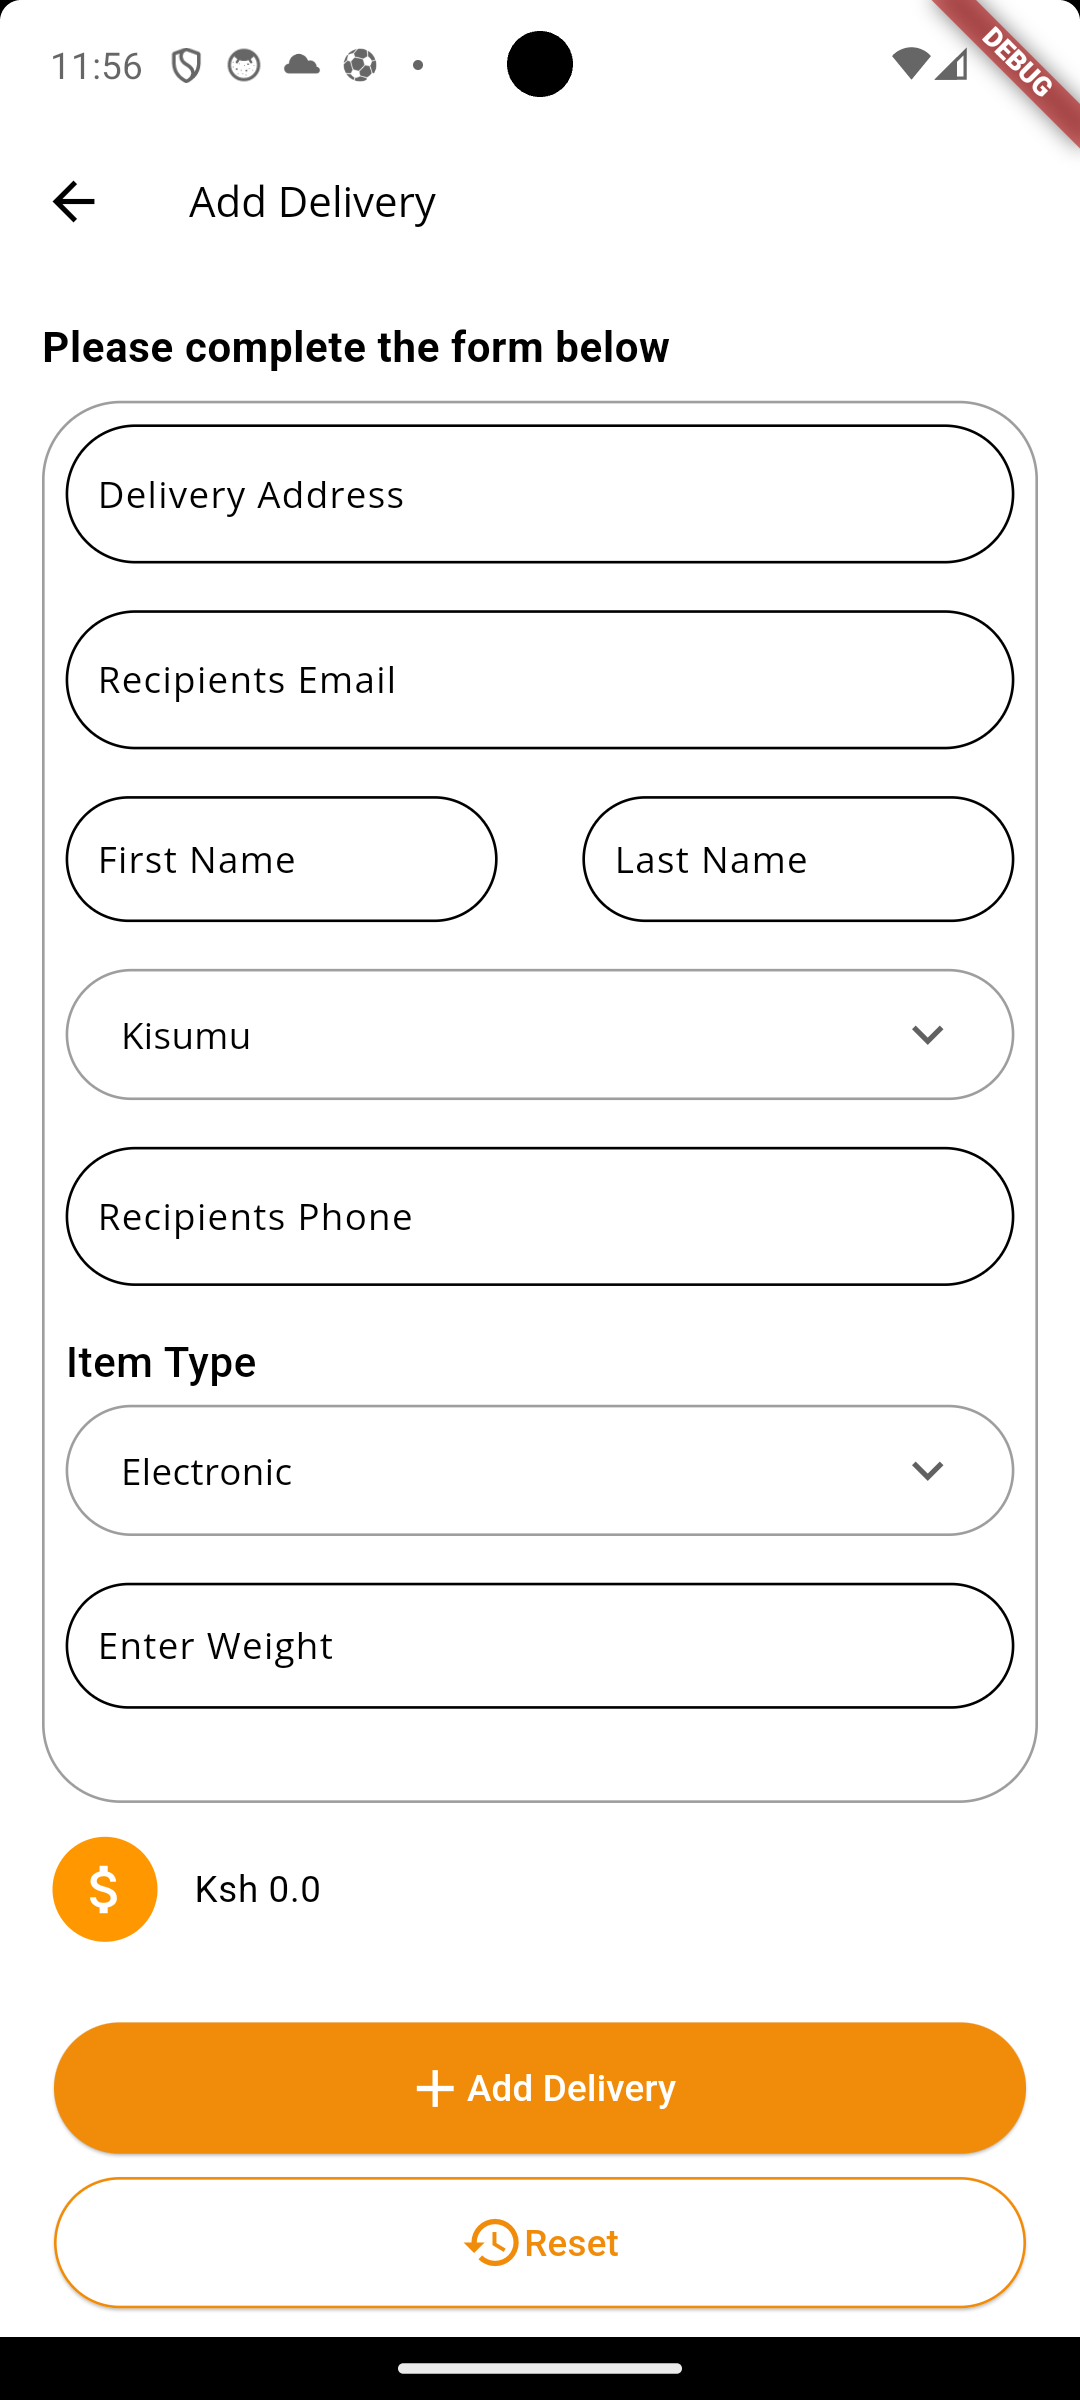 11:56
DEBUG
Add Delivery
Please complete the form below
Delivery Address
Recipients Email
First Name
Last Name
Kisumu
Recipients Phone
Item Type
Electronic
Enter Weight
$ Ksh 0.0
Add Delivery
Reset